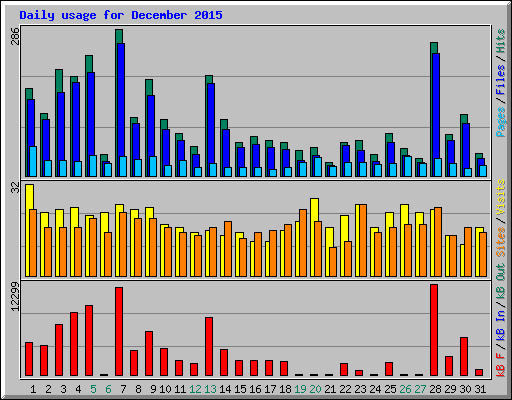 Daily usage for December 2015
286
Pages / Files / Hits
32
Sites / Visits
12299
kB F / kB In / kB Out
1 2 3 4 5 6 7 8 9 10 11 12 13 14 15 16 17 18 19 20 21 22 23 24 25 26 27 28 29 30 31